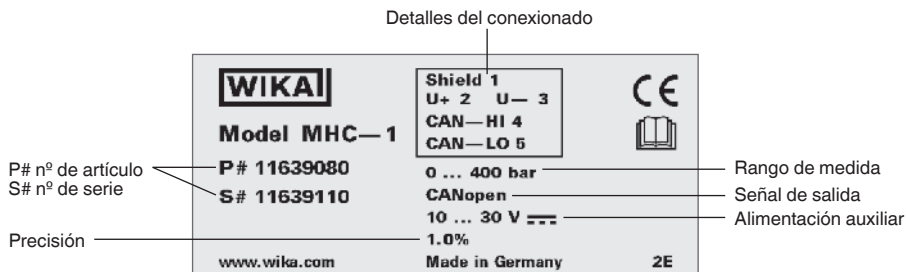 Detalles del conexionado
WIKAI
Model MHC—1
P# 11639080
S# 11639110
Shield 1
U+ 2 U— 3
CAN—HI 4
CAN—LO 5
CE
0 ... 400 bar
CANopen
10 ... 30 V
1.0%
www.wika.com
Made in Germany
2E
P# nº de artículo
S# nº de serie
Precisión
Rango de medida
Señal de salida
Alimentación auxiliar